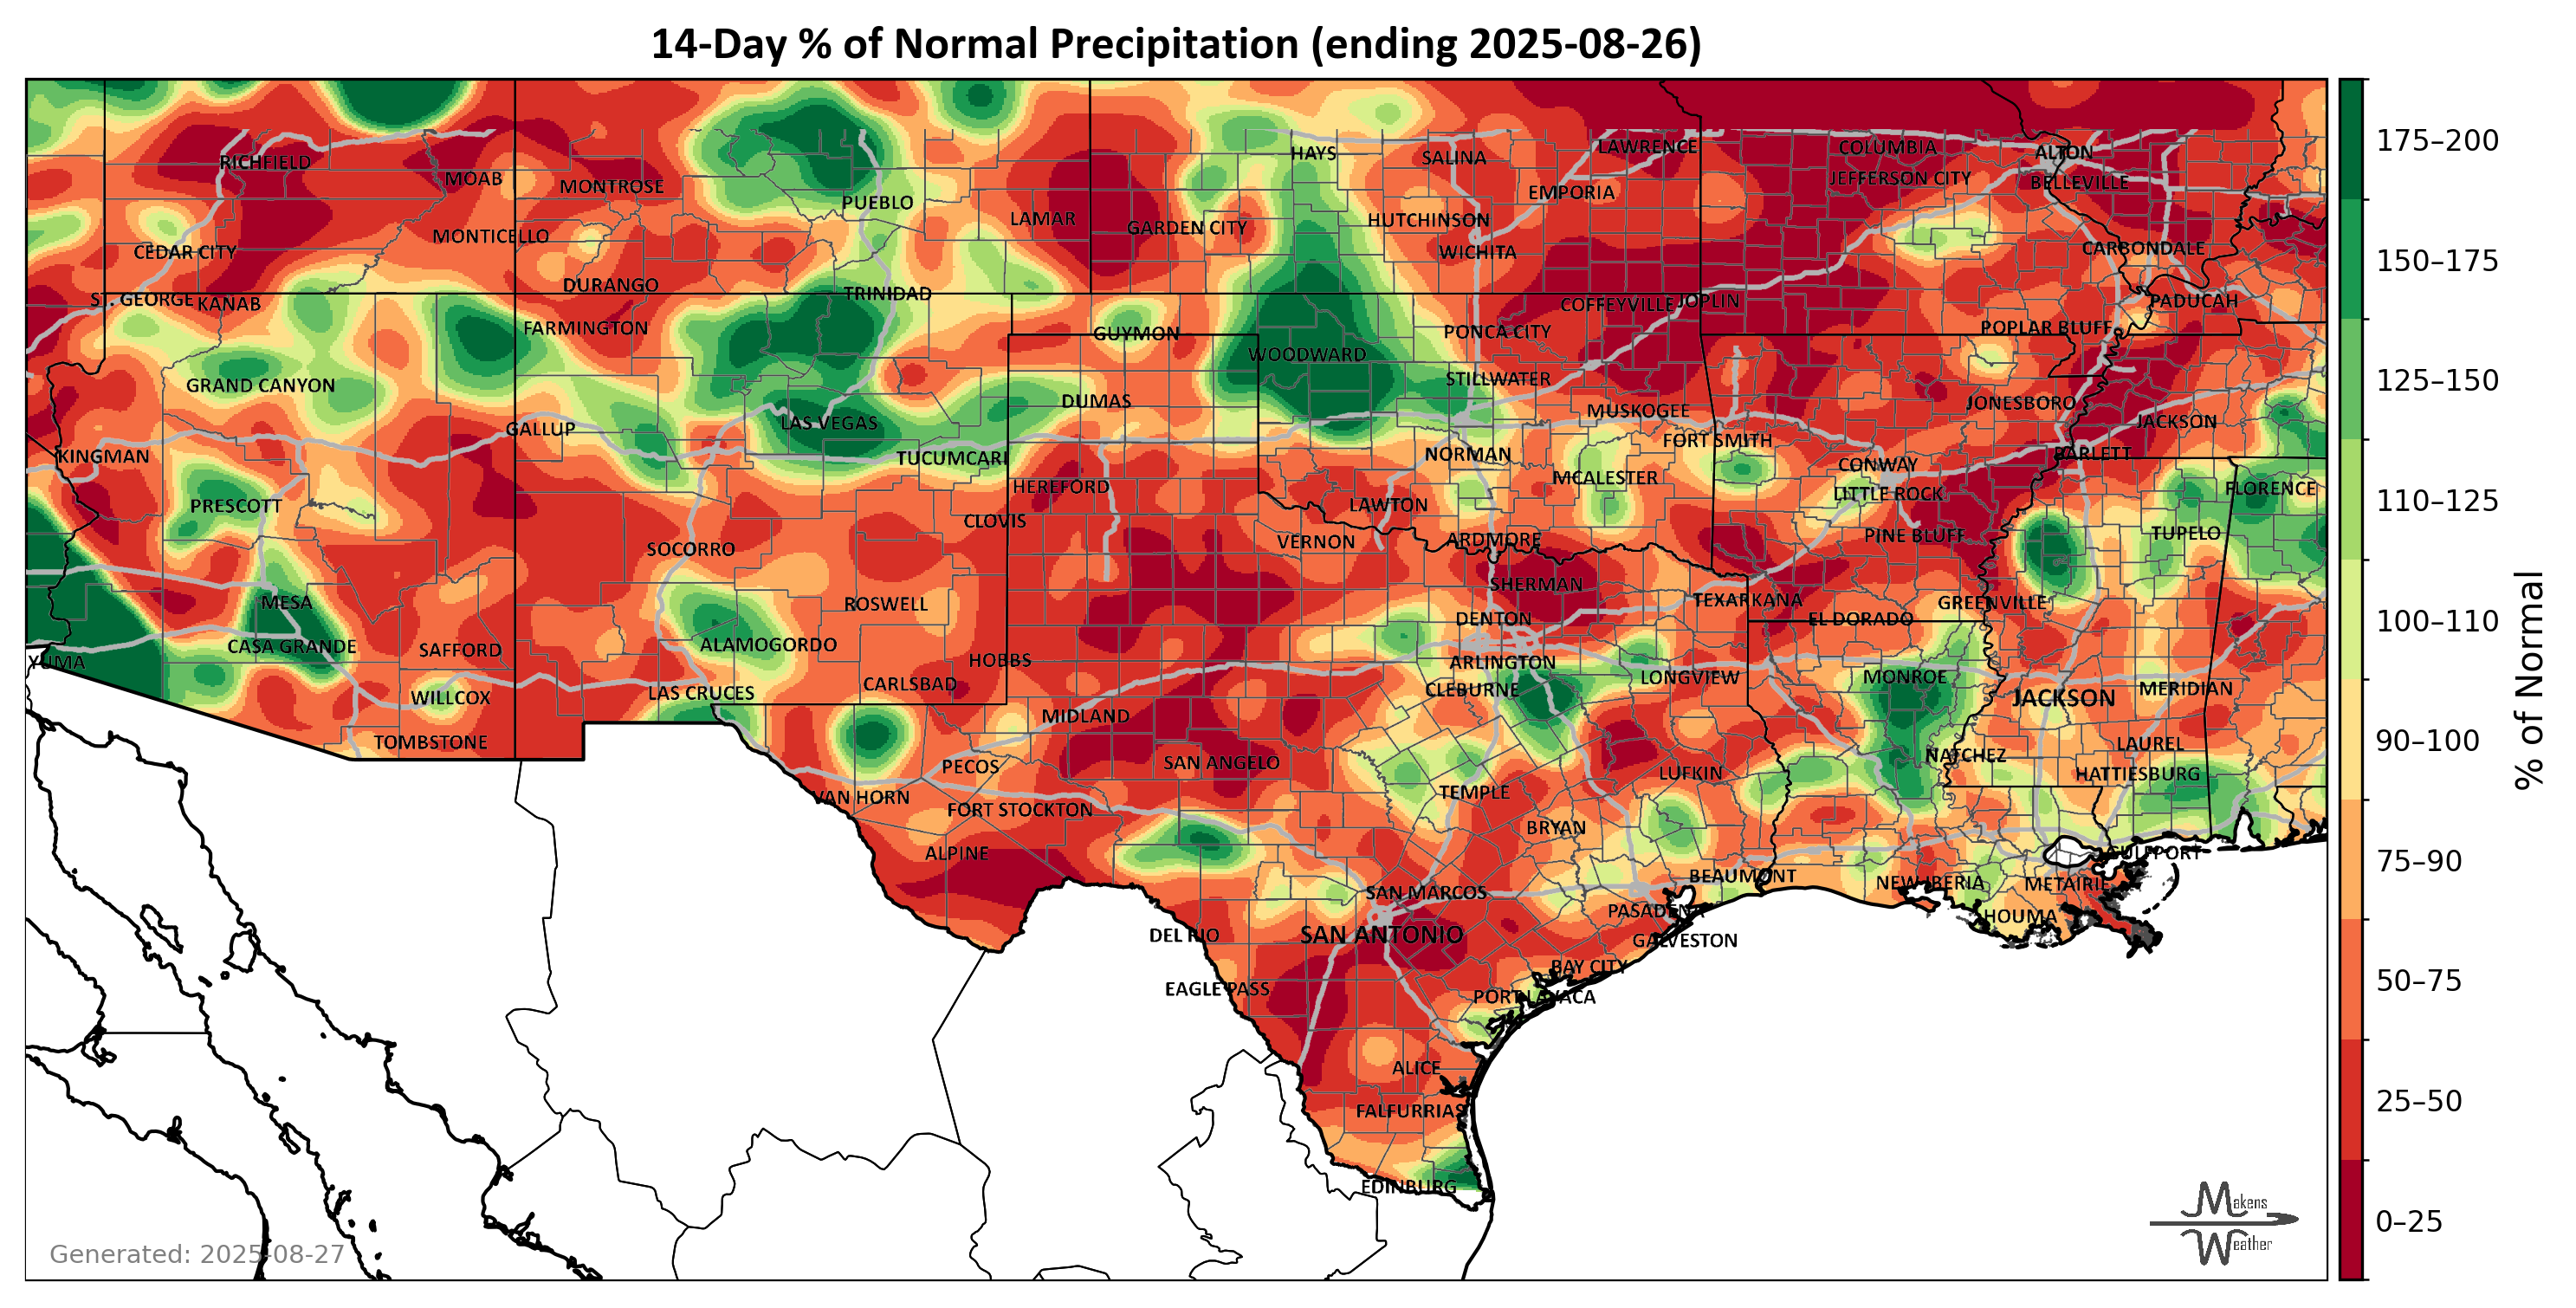 14-Day % of Normal Precipitation (ending 2025-08-26)
RICHFIELD
MOAB
MONTROSE
PUEBLO
LAMAR
GARDEN CITY
HAYS
SALINA
LAWRENCE
COLUMBIA
ALTON
JEFFERSON CITY
BELLEVILLE
EMPORIA
HUTCHINSON
WICHITA
CEDAR CITY
MONTICELLO
CARBONDALE
DURANGO
TRINIDAD
ST. GEORGE
KANAB
COFFEYVILLE
JOPLIN
PADUCAH
FARMINGTON
GUYMON
PONCA CITY
POPLAR BLUFF
WOODWARD
GRAND CANYON
STILLWATER
DUMAS
MUSKOGEE
JONESBORO
JACKSON
GALLUP
LAS VEGAS
FORT SMITH
KINGMAN
TUCUMCARI
NORMAN
BARLETT
CONWAY
HEREFORD
MCALESTER
LITTLE ROCK
FLORENCE
PRESCOTT
LAWTON
CLOVIS
PINE BLUFF
TUPELO
SOCORRO
VERNON
ARDMORE
SHERMAN
MESA
ROSWELL
TEXARKANA
GREENVILLE
DENTON
EL DORADO
CASA GRANDE
SAFFORD
ALAMOGORDO
YUMA
HOBBS
ARLINGTON
LONGVIEW
MONROE
CARLSBAD
CLEBURNE
MERIDIAN
WILLCOX
LAS CRUCES
JACKSON
MIDLAND
TOMBSTONE
LAUREL
NATCHEZ
PECOS
SAN ANGELO
LUFKIN
HATTIESBURG
VAN HORN
TEMPLE
FORT STOCKTON
BRYAN
ALPINE
GULFPORT
BEAUMONT
NEW IBERIA
METAIRIE
SAN MARCOS
PASADENA
HOUMA
DEL RIO
SAN ANTONIO
GALVESTON
BAY CITY
EAGLE PASS
PORT LAVACA
ALICE
FALFURRIAS
EDINBURG
175–200
150–175
125–150
110–125
100–110
90–100
75–90
50–75
25–50
0–25
% of Normal
Generated: 2025-08-27
Makens
Weather